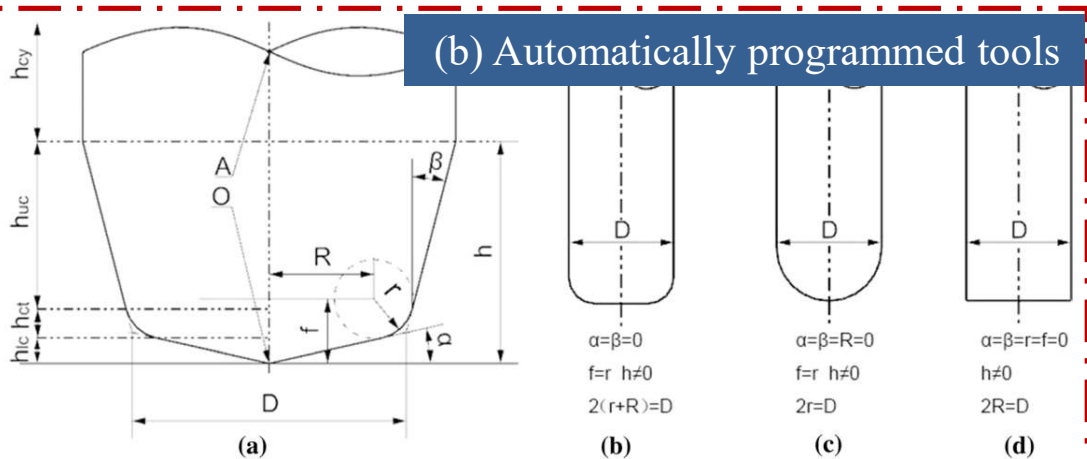 (b) Automatically programmed tools
hcy
huc
hct
hlc
A
O
β
R
r
f
α
h
D
(a)
D
α=β=0
f=r h≠0
2(r+R)=D
(b)
D
α=β=R=0
f=r h≠0
2r=D
(c)
D
α=β=r=f=0
h≠0
2R=D
(d)